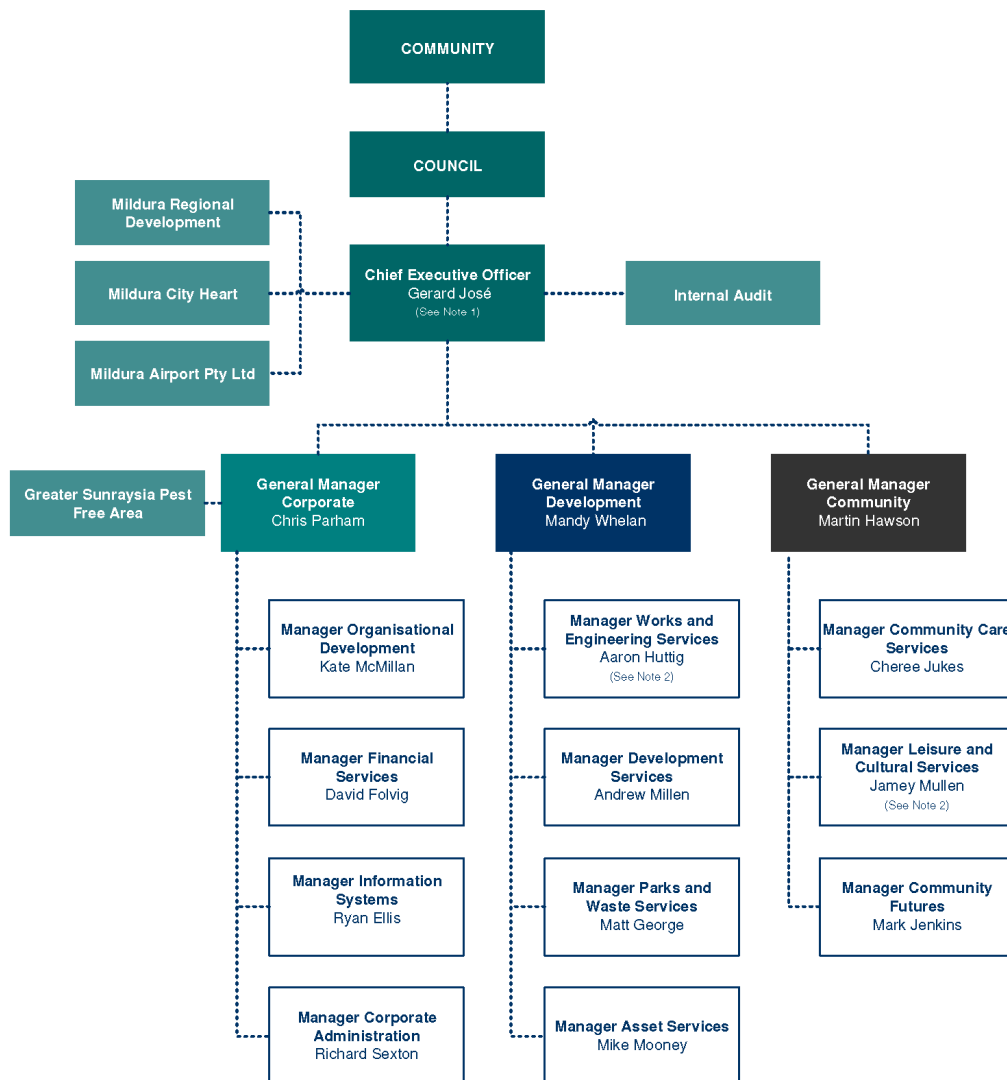 COMMUNITY
COUNCIL
Mildura Regional
Development
Mildura City Heart
Mildura Airport Pty Ltd
Chief Executive Officer
Gerard José
(See Note 1)
Internal Audit
Greater Sunraysia Pest
Free Area
General Manager
Corporate
Chris Parham
General Manager
Development
Mandy Whelan
General Manager
Community
Martin Hawson
Manager Organisational
Development
Kate McMillan
Manager Financial
Services
David Folvig
Manager Information
Systems
Ryan Ellis
Manager Corporate
Administration
Richard Sexton
Manager Works and
Engineering Services
Aaron Huttig
(See Note 2)
Manager Development
Services
Andrew Millen
Manager Parks and
Waste Services
Matt George
Manager Asset Services
Mike Mooney
Manager Community Care
Services
Cheree Jukes
Manager Leisure and
Cultural Services
Jamey Mullen
(See Note 2)
Manager Community
Futures
Mark Jenkins